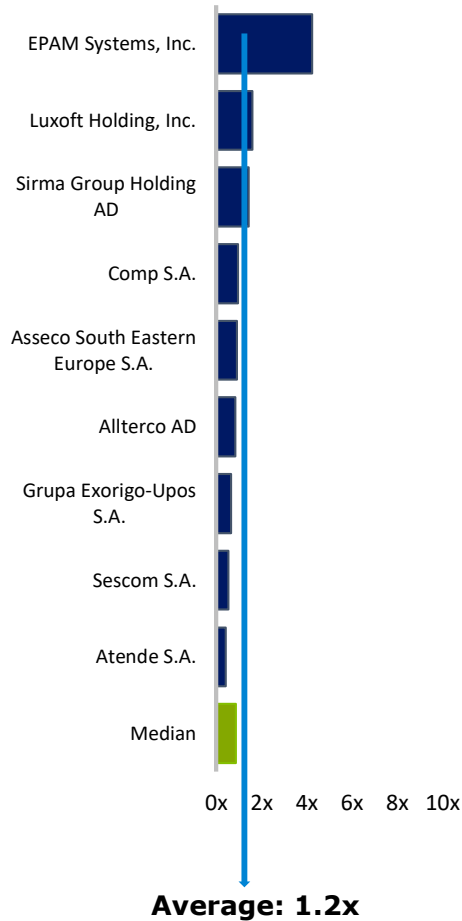 EPAM Systems, Inc.
Luxoft Holding, Inc.
Sirma Group Holding
AD
Comp S.A.
Asseco South Eastern
Europe S.A.
Allterco AD
Grupa Exorigo-Upos
S.A.
Sescom S.A.
Atende S.A.
Median
0x 2x 4x 6x 8x 10x
Average: 1.2x